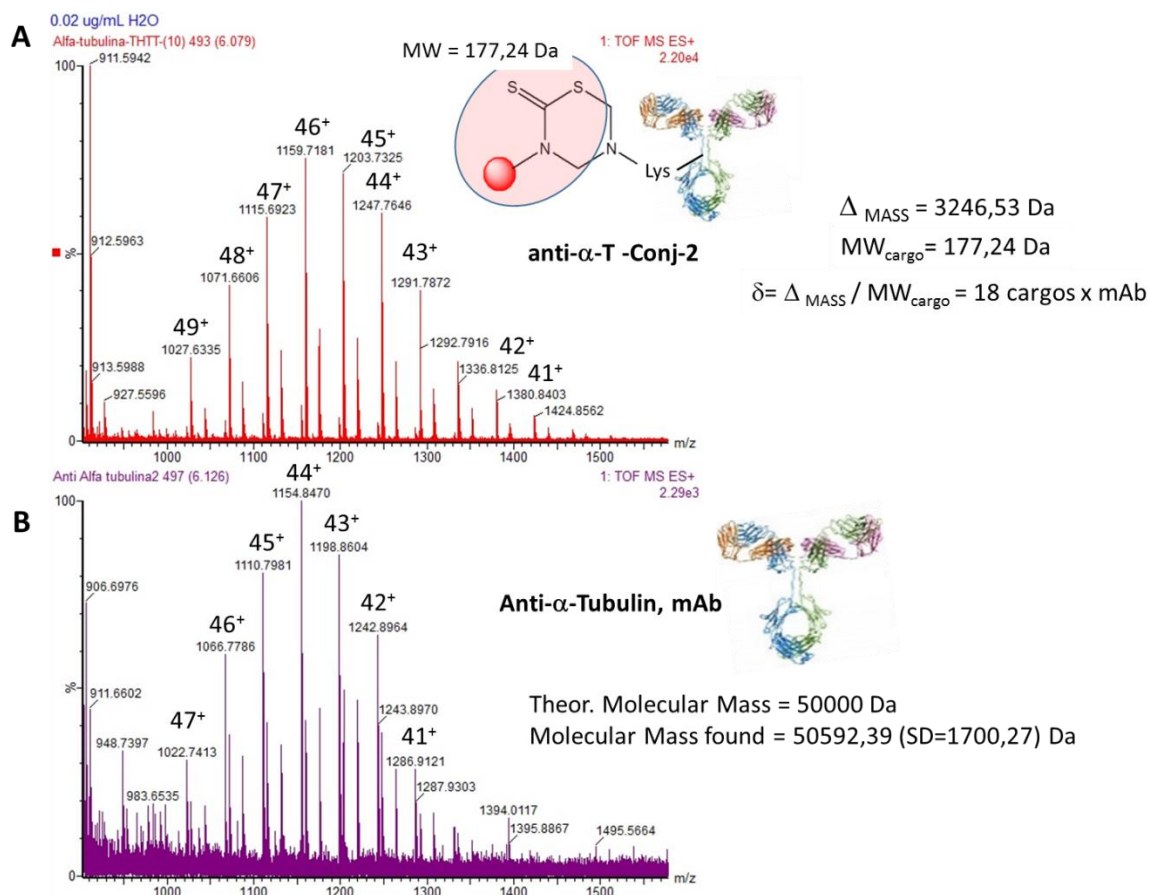 0.02 ug/mL H2O
A
Alfa-tubulina-THTT-(10) 493 (6.079)
1: TOF MS ES+
2.20e4
MW = 177,24 Da
100
911.5942
S
S
N
N
Lys
46+
1159.7181
45+
1203.7325
44+
1247.7646
47+
1115.6923
912.5963
%
48+
1071.6606
anti-α-T -Conj-2
43+
1291.7872
49+
1027.6335
1292.7916
42+
1336.8125
41+
1380.8403
1424.8562
913.5988
927.5596
0
1000
1100
1200
1300
1400
1500
m/z
Δ MASS = 3246,53 Da
MWcargo= 177,24 Da
δ= Δ MASS / MWcargo = 18 cargos x mAb
Anti Alfa tubulina2 497 (6.126)
1: TOF MS ES+
2.29e3
B
100
44+
1154.8470
43+
1198.8604
45+
1110.7981
906.6976
42+
1242.8964
46+
1066.7786
Anti-α-Tubulin, mAb
%
911.6602
47+
1022.7413
948.7397
983.6535
1243.8970
41+
1286.9121
1287.9303
1394.0117
1395.8867
1495.5664
0
1000
1100
1200
1300
1400
1500
m/z
Theor. Molecular Mass = 50000 Da
Molecular Mass found = 50592,39 (SD=1700,27) Da